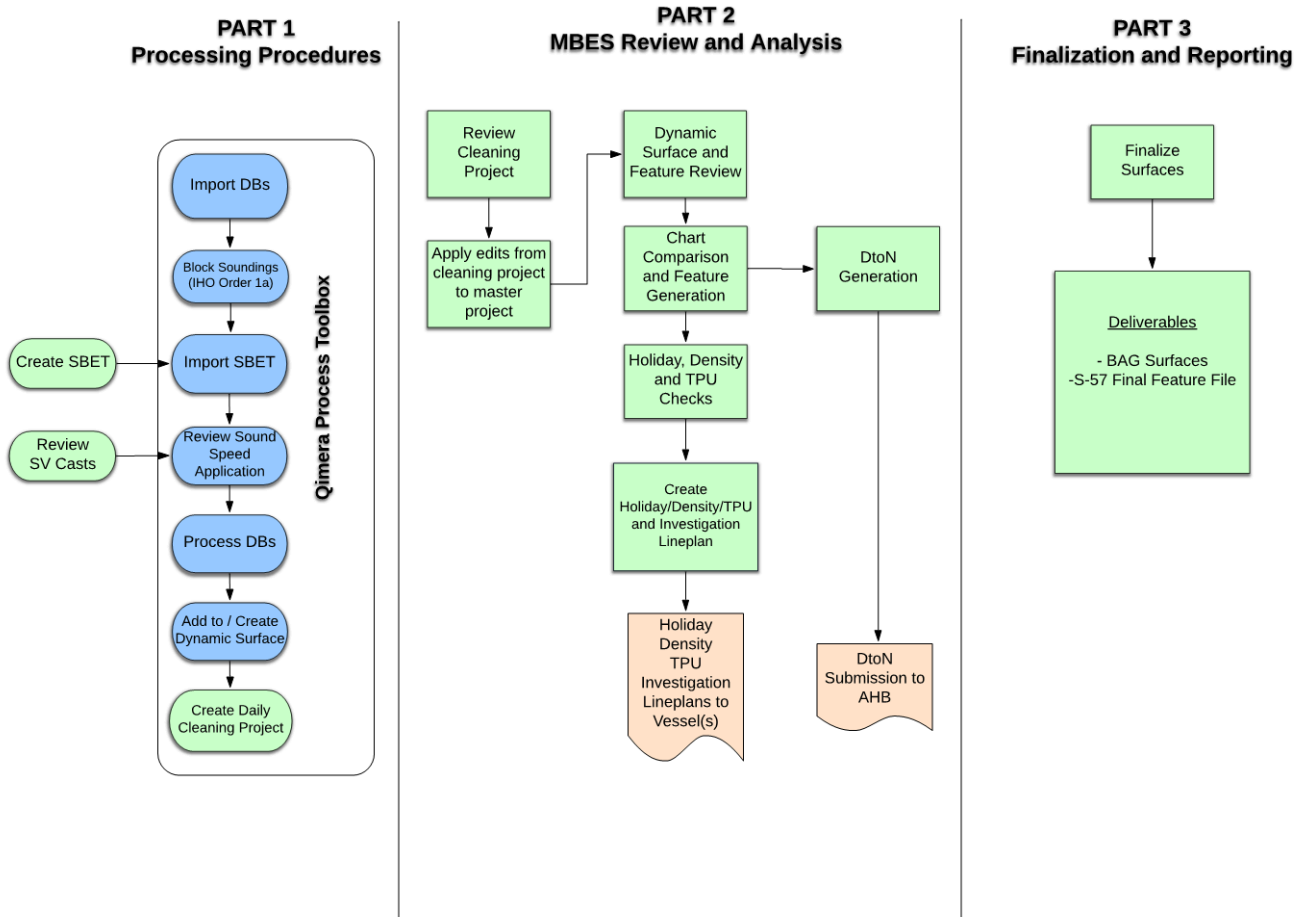 PART 1
Processing Procedures
Import DBs
Block Soundings
(IHO Order 1a)
Create SBET
Import SBET
Review
SV Casts
Review Sound
Speed
Application
Process DBs
Add to / Create
Dynamic Surface
Create Daily
Cleaning Project
Qimera Process Toolbox
PART 2
MBES Review and Analysis
Review
Cleaning
Project
Apply edits from
cleaning project
to master
project
Dynamic
Surface and
Feature Review
Chart
Comparison
and Feature
Generation
DtoN
Generation
Holiday, Density
and TPU
Checks
Create
Holiday/Density/TPU
and Investigation
Lineplan
Holiday
Density
TPU
Investigation
Lineplans to
Vessel(s)
DtoN
Submission to
AHB
PART 3
Finalization and Reporting
Finalize
Surfaces
Deliverables
- BAG Surfaces
-S-57 Final Feature File